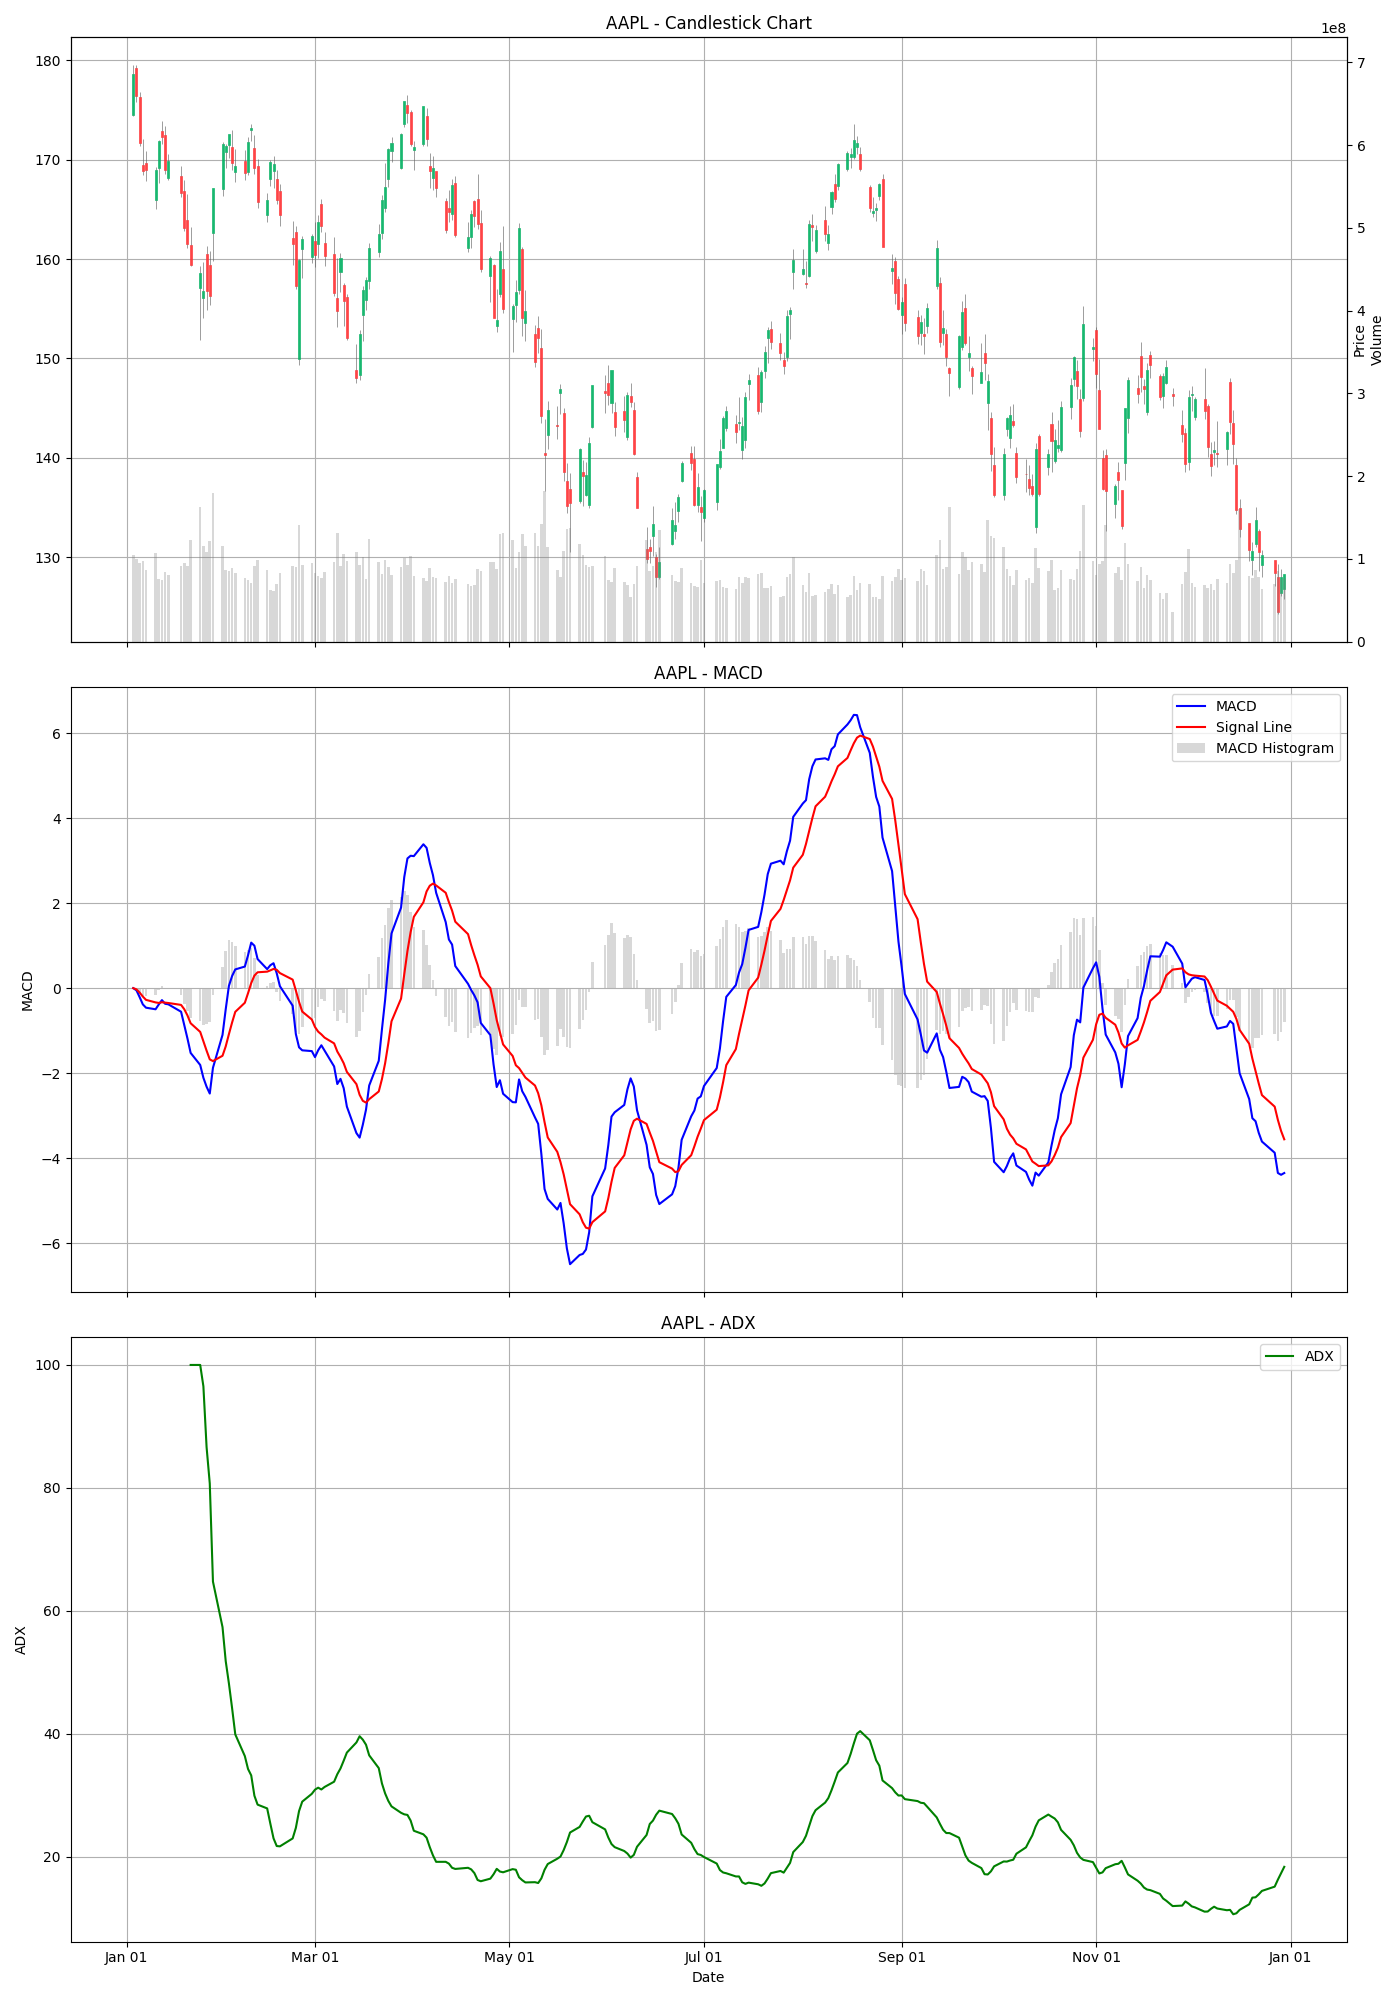 AAPL - Candlestick Chart
1e8
180
170
160
150
140
130
7
6
5
4
3
2
1
0
Price
Volume
AAPL - MACD
MACD
Signal Line
MACD Histogram
6
4
2
0
−2
−4
−6
MACD
AAPL - ADX
ADX
100
80
60
40
20
ADX
Jan 01
Mar 01
May 01
Jul 01
Sep 01
Nov 01
Jan 01
Date